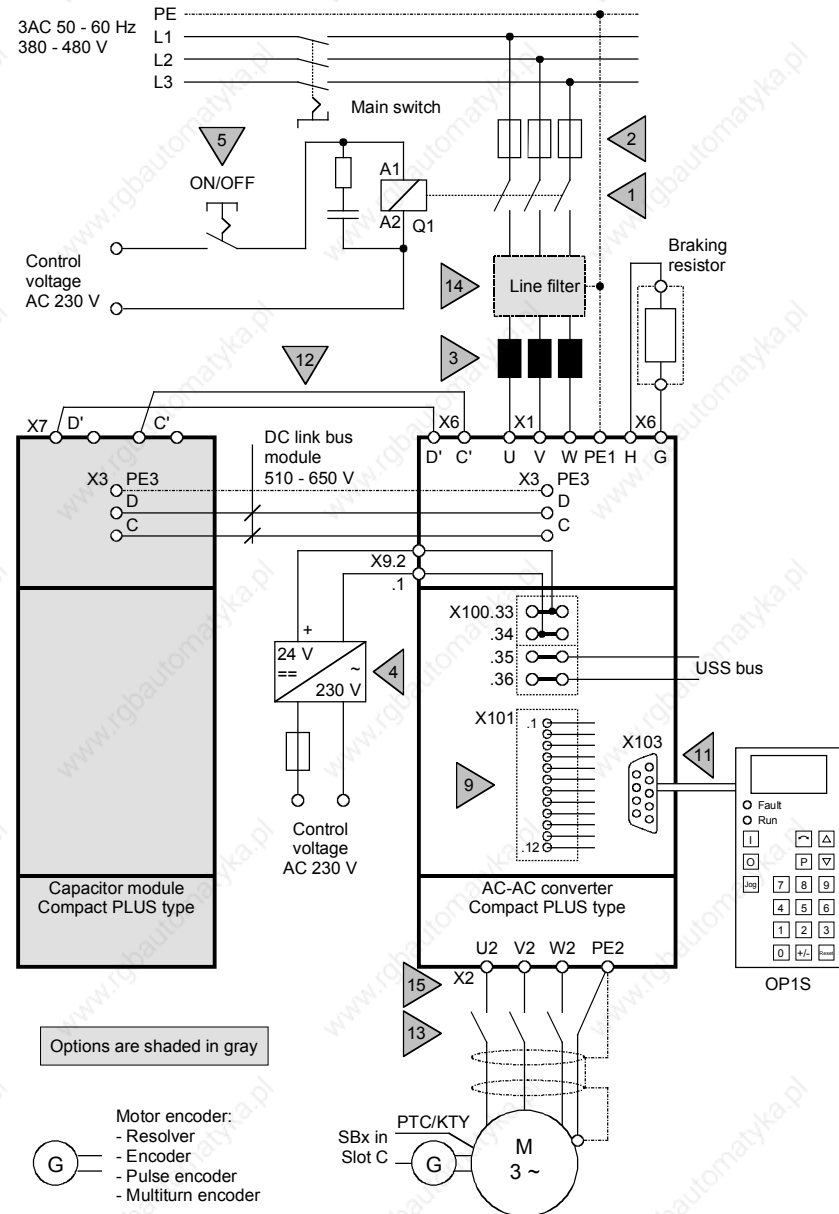 PE
3AC 50 - 60 Hz
380 - 480 V
L1
L2
L3
Main switch
5
2
ON/OFF
A1
A2
Q1
1
Control
voltage
AC 230 V
Braking
resistor
14
Line filter
12
3
X7 D' C'
X6 X1 X6
D' C' U V W PE1 H G
DC link bus
module
510 - 650 V
X3 PE3
D
C
X3 PE3
D
C
X9.2
.1
X100.33
.34
.35
.36
USS bus
+
24 V
==
~
230 V
4
X101
.1
.12
9
X103
11
Control
voltage
AC 230 V
Fault
Run
I
O P
Jog 7 8 9
4 5 6
1 2 3
0 +/- Reset
OP1S
Capacitor module
Compact PLUS type
AC-AC converter
Compact PLUS type
U2 V2 W2 PE2
X2
15
13
Options are shaded in gray
Motor encoder:
- Resolver
- Encoder
- Pulse encoder
- Multiturn encoder
G
PTC/KTY
SBx in
Slot C
G
M
3 ~
www.rgbautomatyka.pl